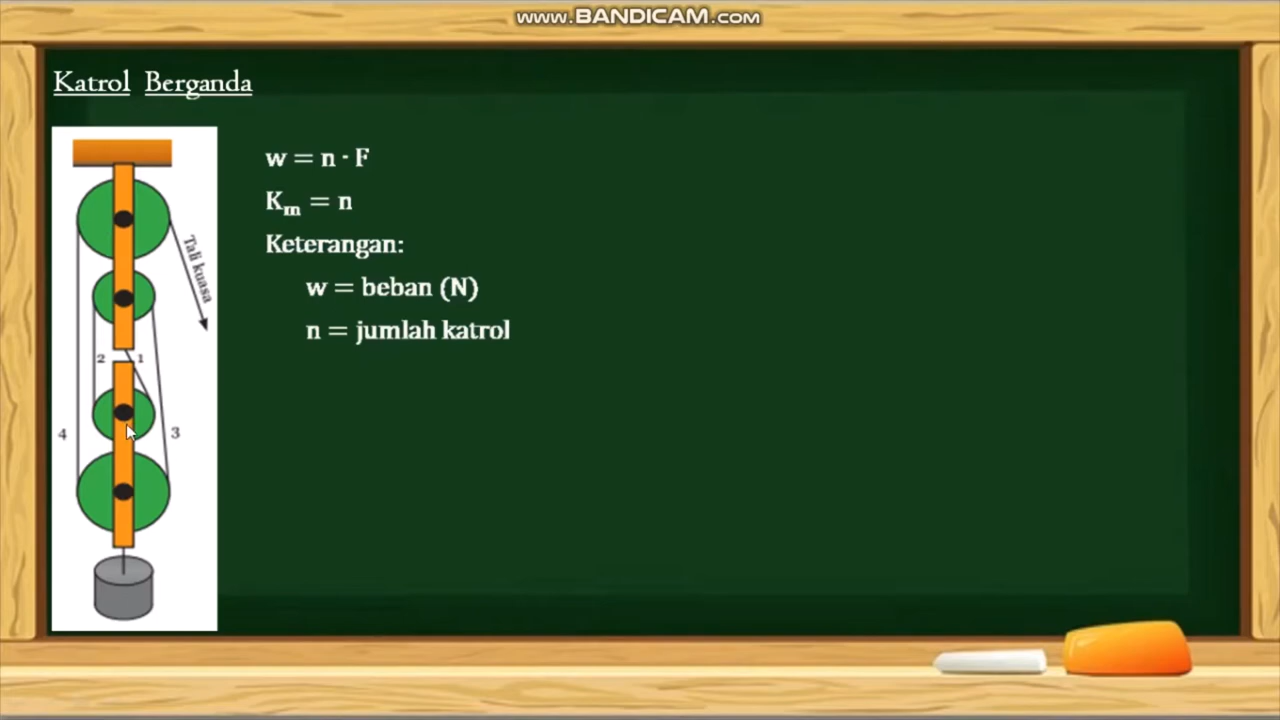 www.BANDICAM.com
Katrol Berganda
w = n · F
Kₘ = n
Keterangan:
w = beban (N)
n = jumlah katrol
Tali kuasa
2
1
4
3